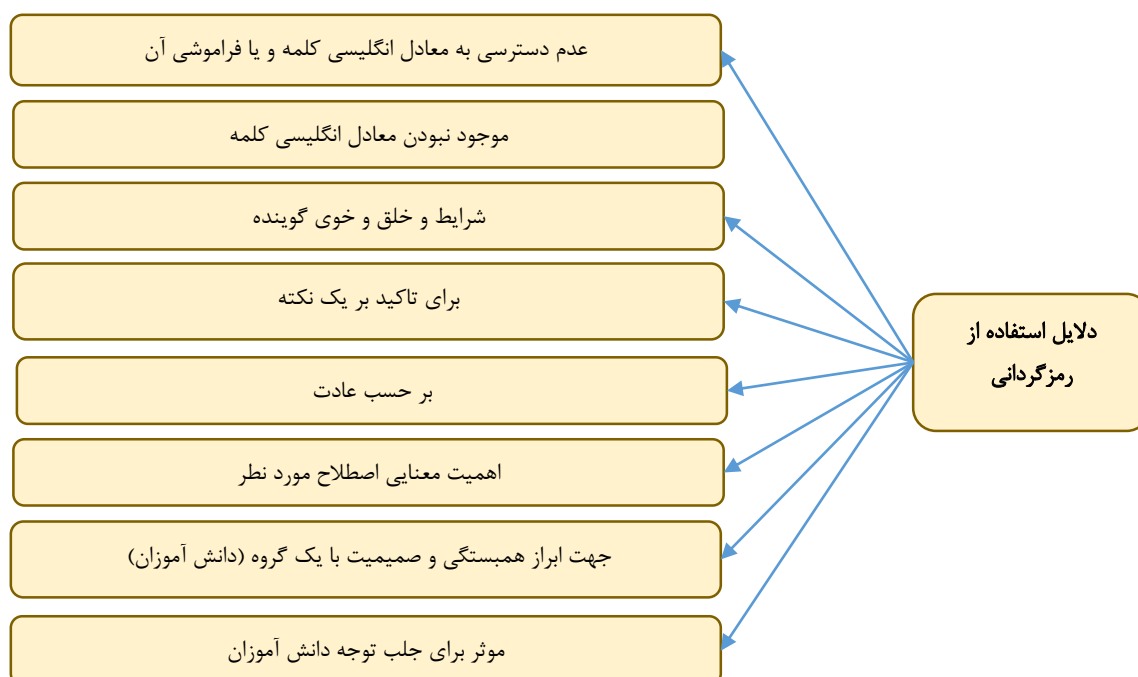 دلایل استفاده از
رمزگردانی
عدم دسترسی به معادل انگلیسی کلمه و یا فراموشی آن
موجود نبودن معادل انگلیسی کلمه
شرایط و خلق و خوی گوینده
برای تاکید بر یک نکته
بر حسب عادت
اهمیت معنایی اصطلاح مورد نطر
جهت ابراز همبستگی و صمیمیت با یک گروه (دانش آموزان)
موثر برای جلب توجه دانش آموزان